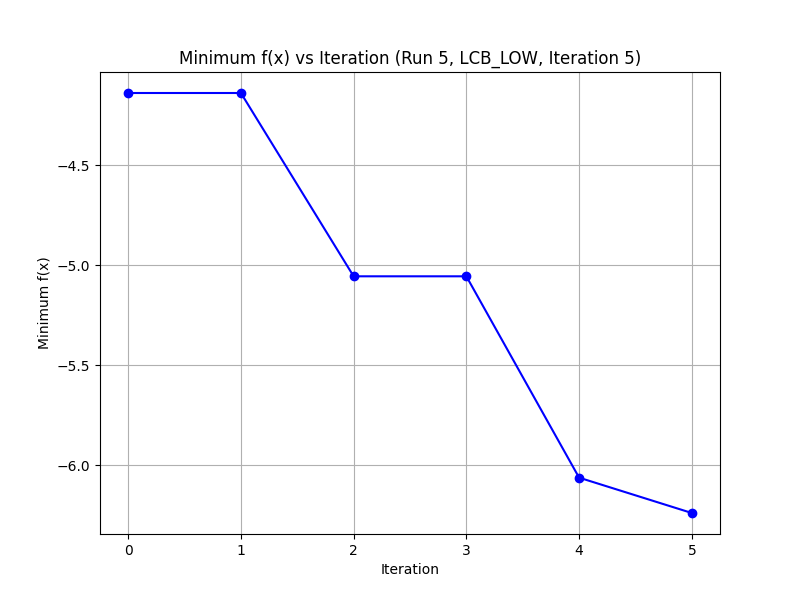 Minimum f(x) vs Iteration (Run 5, LCB_LOW, Iteration 5)
Minimum f(x)
−4.5
−5.0
−5.5
−6.0
0 1 2 3 4 5
Iteration